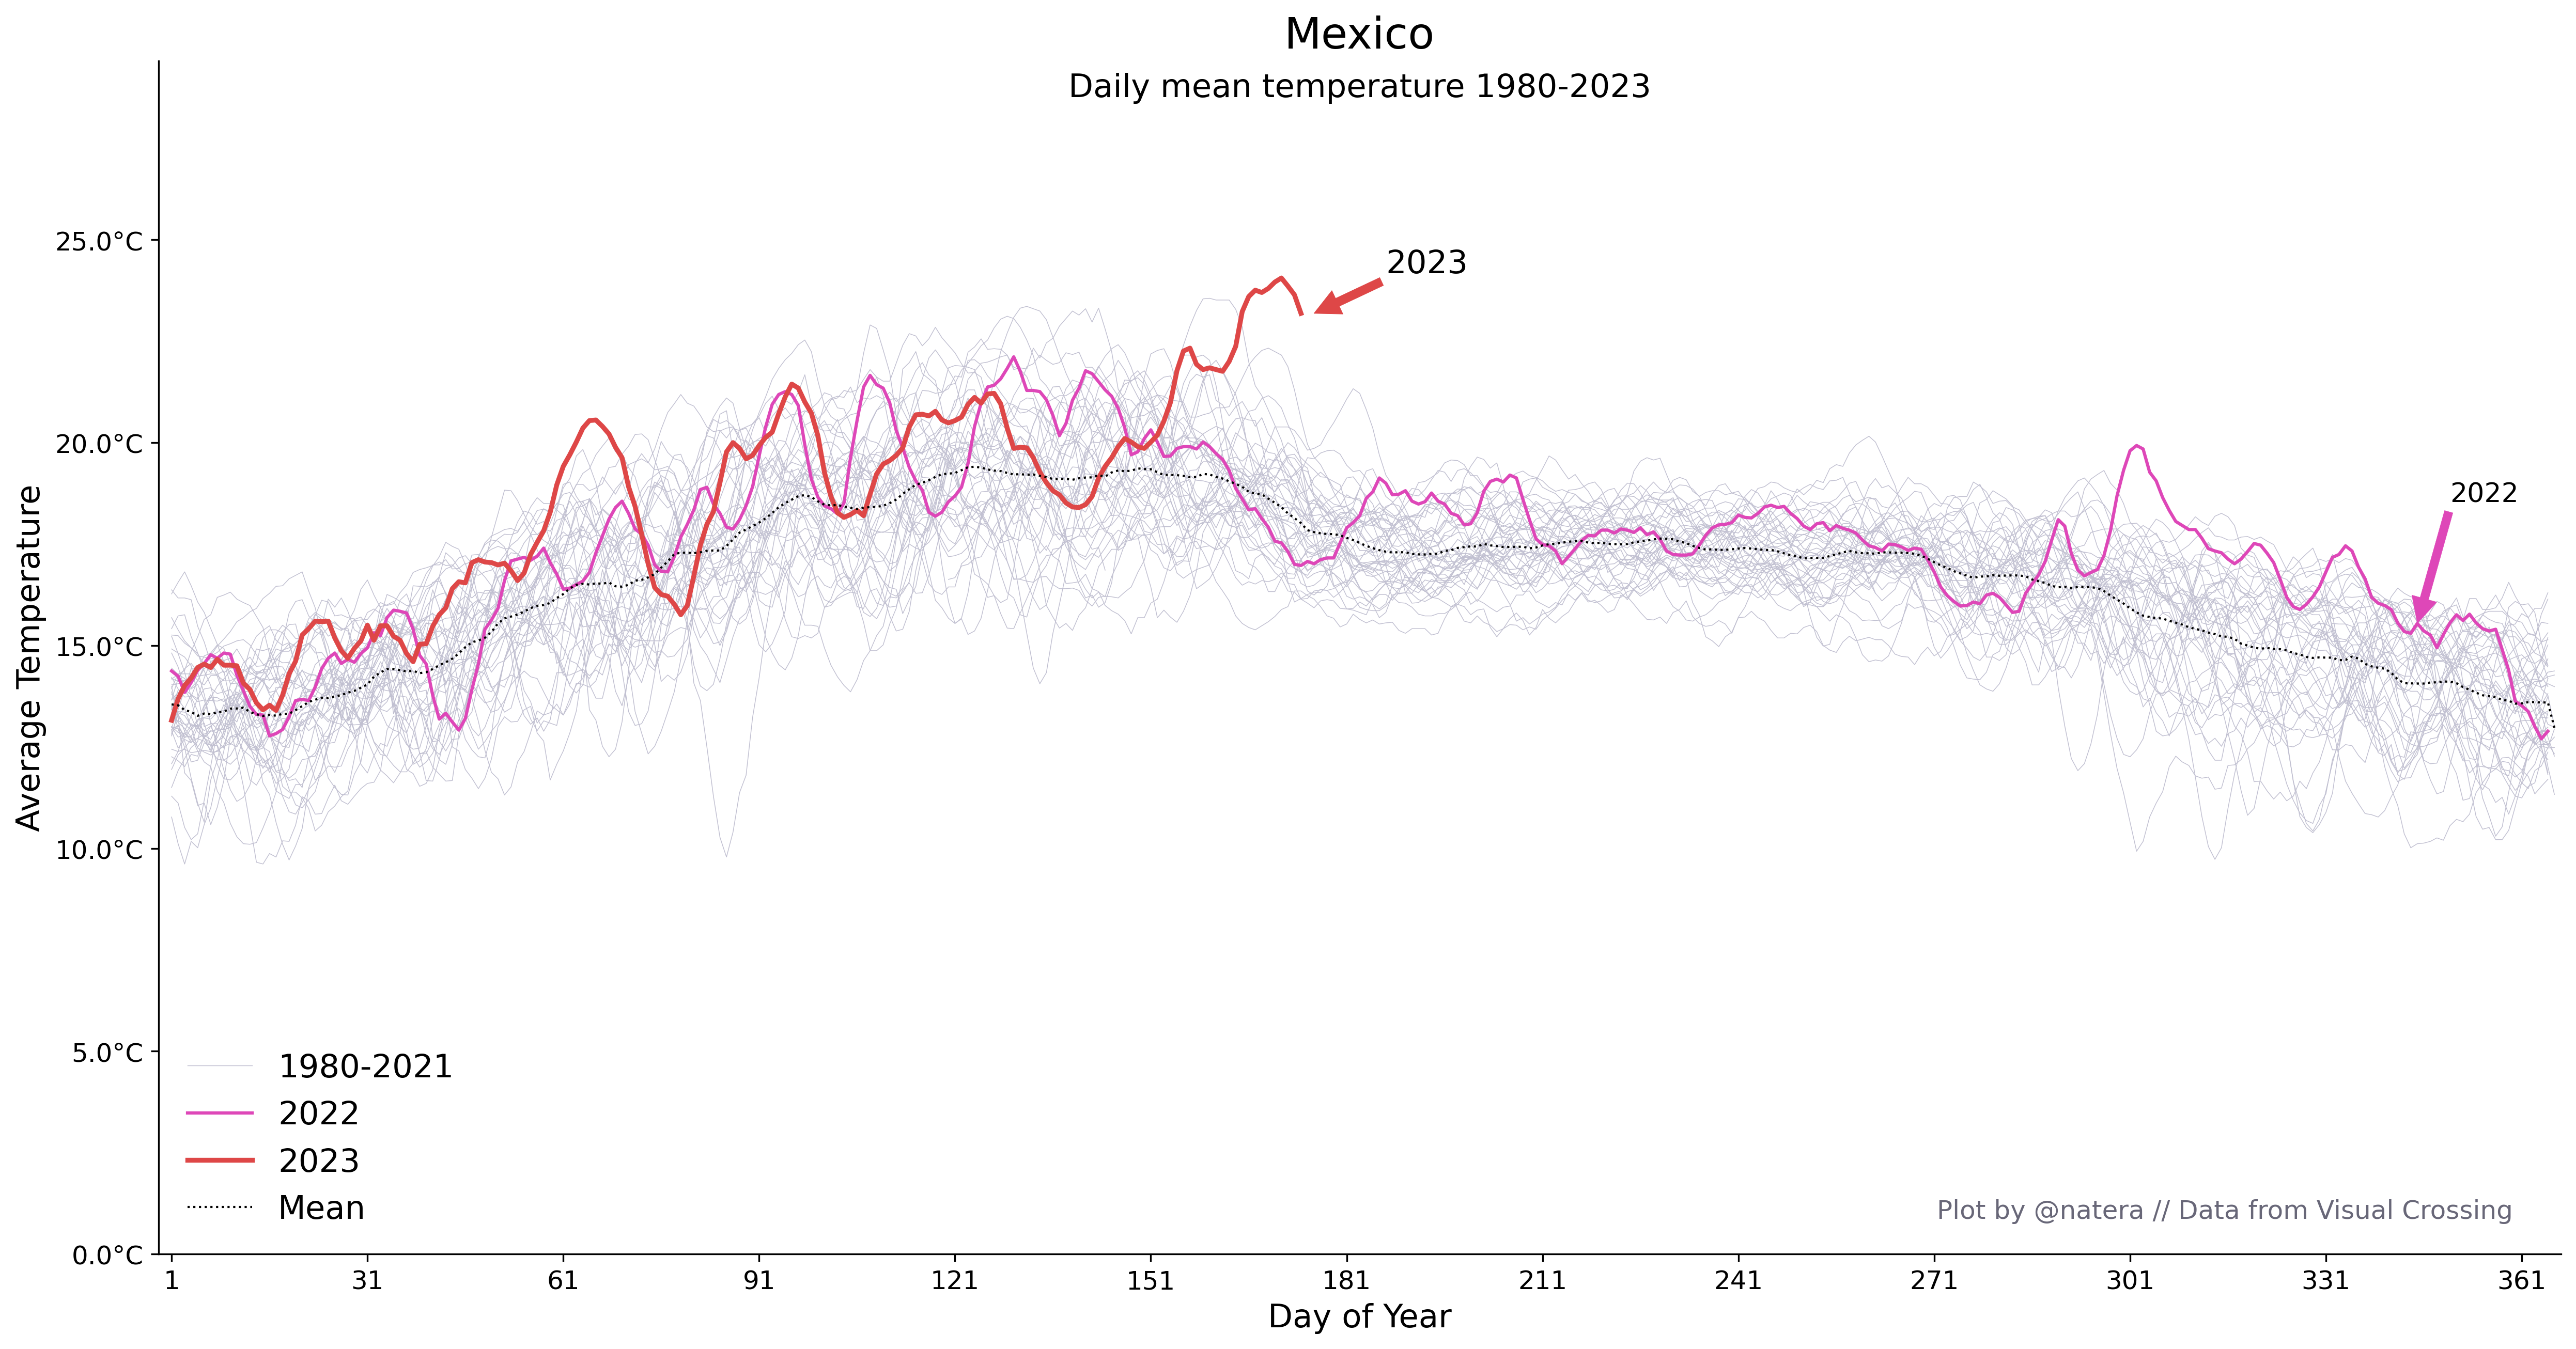 Mexico
Daily mean temperature 1980-2023
25.0°C
20.0°C
15.0°C
10.0°C
5.0°C
0.0°C
Average Temperature
2023
2022
1980-2021
2022
2023
Mean
Plot by @natera // Data from Visual Crossing
1 31 61 91 121 151 181 211 241 271 301 331 361
Day of Year